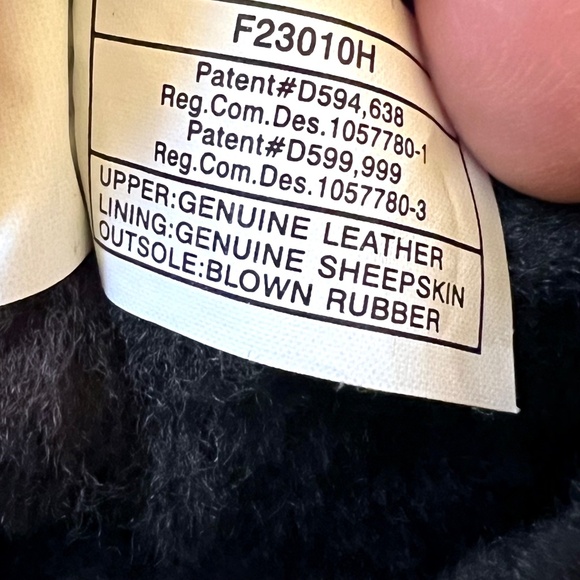 F23010H
Patent#D594,638
Reg.Com.Des.1057780-1
Patent#D599,999
Reg.Com.Des.1057780-3
UPPER:GENUINE LEATHER
LINING:GENUINE SHEEPSKIN
OUTSOLE:BLOWN RUBBER